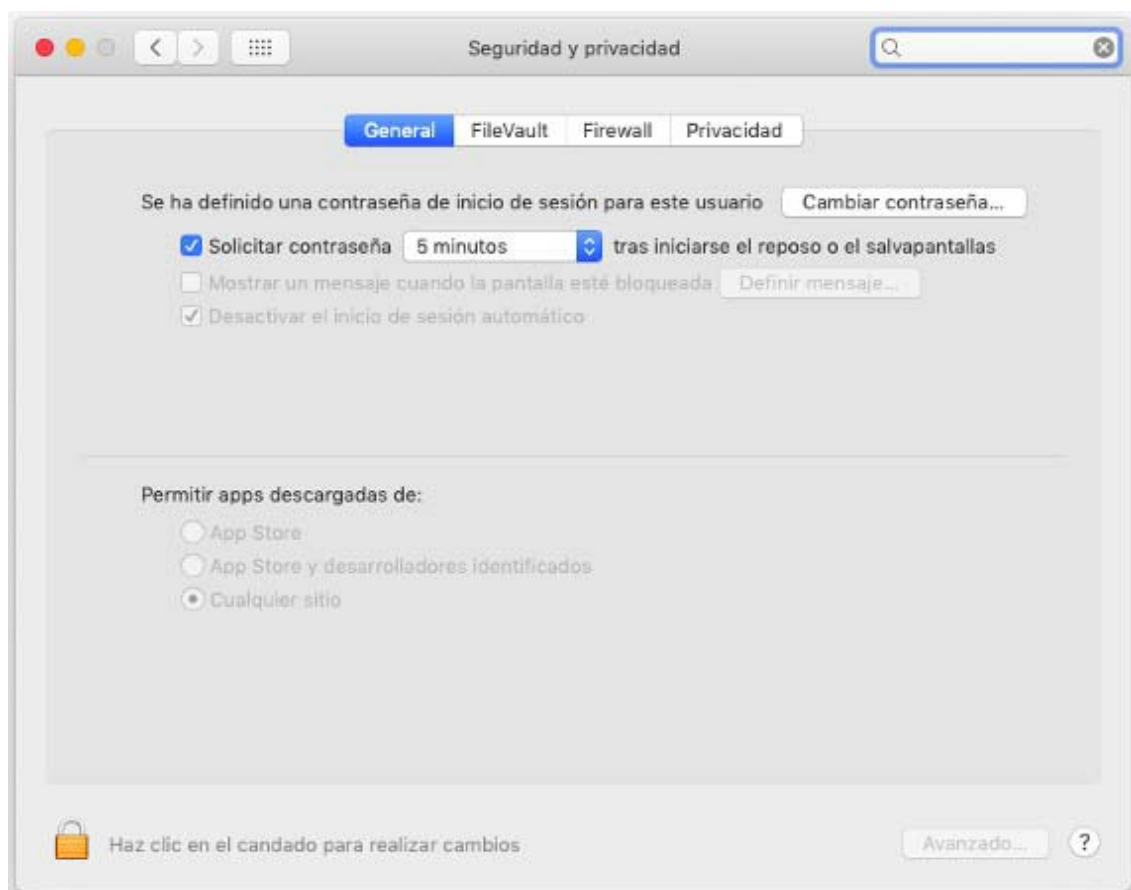 Seguridad y privacidad
General FileVault Firewall Privacidad
Se ha definido una contraseña de inicio de sesión para este usuario Cambiar contraseña...
Solicitar contraseña 5 minutos tras iniciarse el reposo o el salvapantallas
Mostrar un mensaje cuando la pantalla esté bloqueada Definir mensaje...
Desactivar el inicio de sesión automático
Permitir apps descargadas de:
App Store
App Store y desarrolladores identificados
Cualquier sitio
Haz clic en el candado para realizar cambios Avanzado... ?